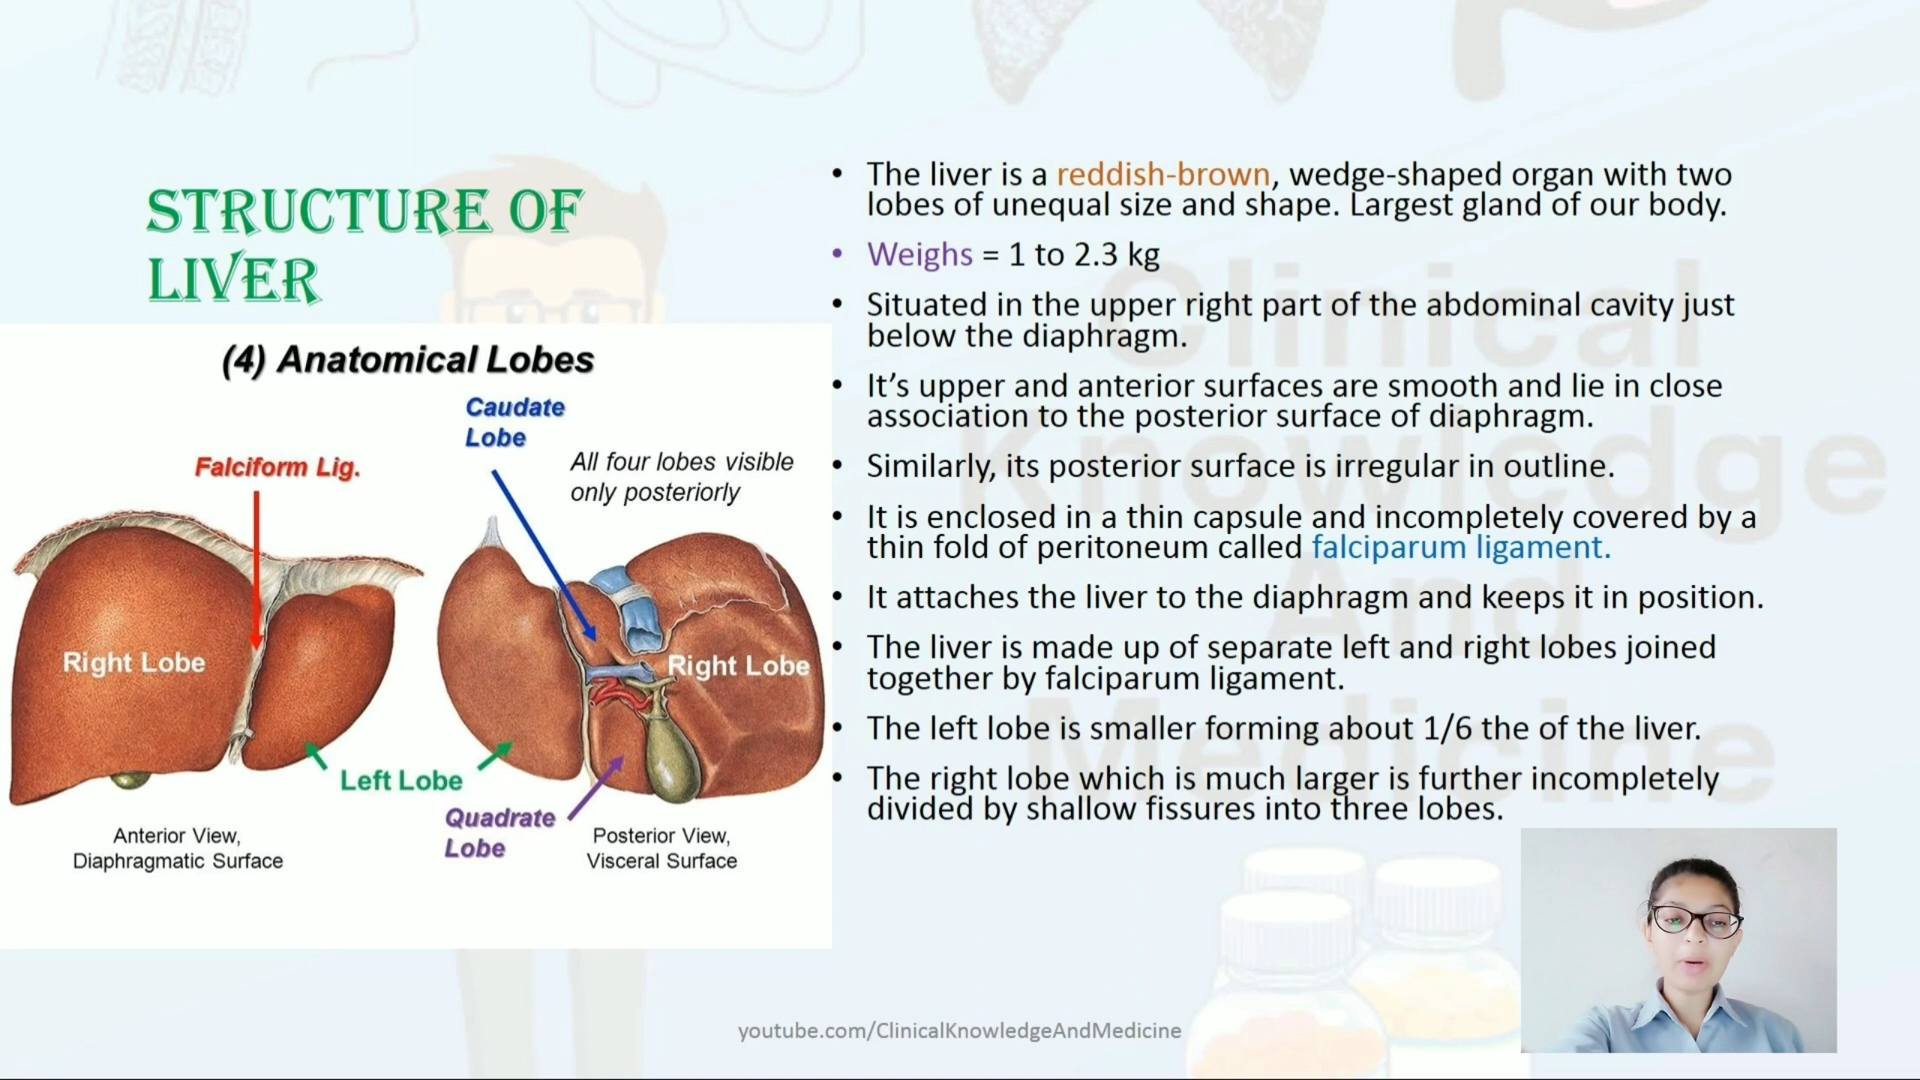 STRUCTURE OF
LIVER
(4) Anatomical Lobes
Caudate
Lobe
Falciform Lig.
All four lobes visible
only posteriorly
Right Lobe
Right Lobe
Left Lobe
Quadrate
Lobe
Anterior View,
Diaphragmatic Surface
Posterior View,
Visceral Surface
• The liver is a reddish-brown, wedge-shaped organ with two
lobes of unequal size and shape. Largest gland of our body.
• Weighs = 1 to 2.3 kg
• Situated in the upper right part of the abdominal cavity just
below the diaphragm.
• It’s upper and anterior surfaces are smooth and lie in close
association to the posterior surface of diaphragm.
• Similarly, its posterior surface is irregular in outline.
• It is enclosed in a thin capsule and incompletely covered by a
thin fold of peritoneum called falciparum ligament.
• It attaches the liver to the diaphragm and keeps it in position.
• The liver is made up of separate left and right lobes joined
together by falciparum ligament.
• The left lobe is smaller forming about 1/6 the of the liver.
• The right lobe which is much larger is further incompletely
divided by shallow fissures into three lobes.
Clinical
Knowledge
And
Medicine
youtube.com/ClinicalKnowledgeAndMedicine